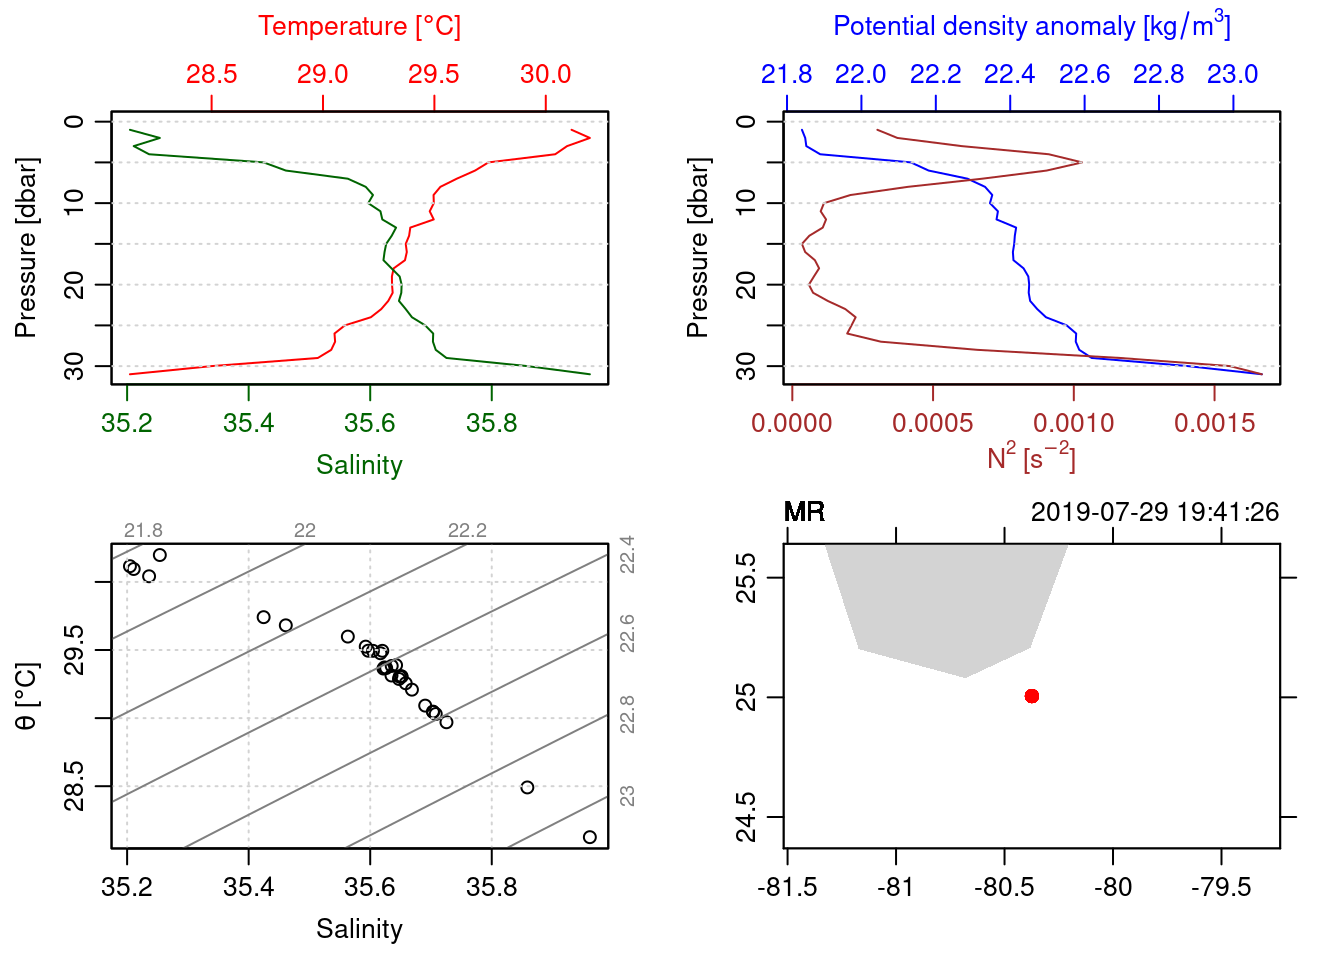 Temperature [°C]
28.5 29.0 29.5 30.0
Pressure [dbar]
0
10
20
30
35.2 35.4 35.6 35.8
Salinity
Potential density anomaly [kg/m³]
21.8 22.0 22.2 22.4 22.6 22.8 23.0
Pressure [dbar]
0
10
20
30
0.0000 0.0005 0.0010 0.0015
N² [s⁻²]
21.8 22 22.2
22.4
22.6
22.8
23
θ [°C]
29.5
28.5
35.2 35.4 35.6 35.8
Salinity
MR 2019-07-29 19:41:26
25.5
25
24.5
-81.5 -81 -80.5 -80 -79.5